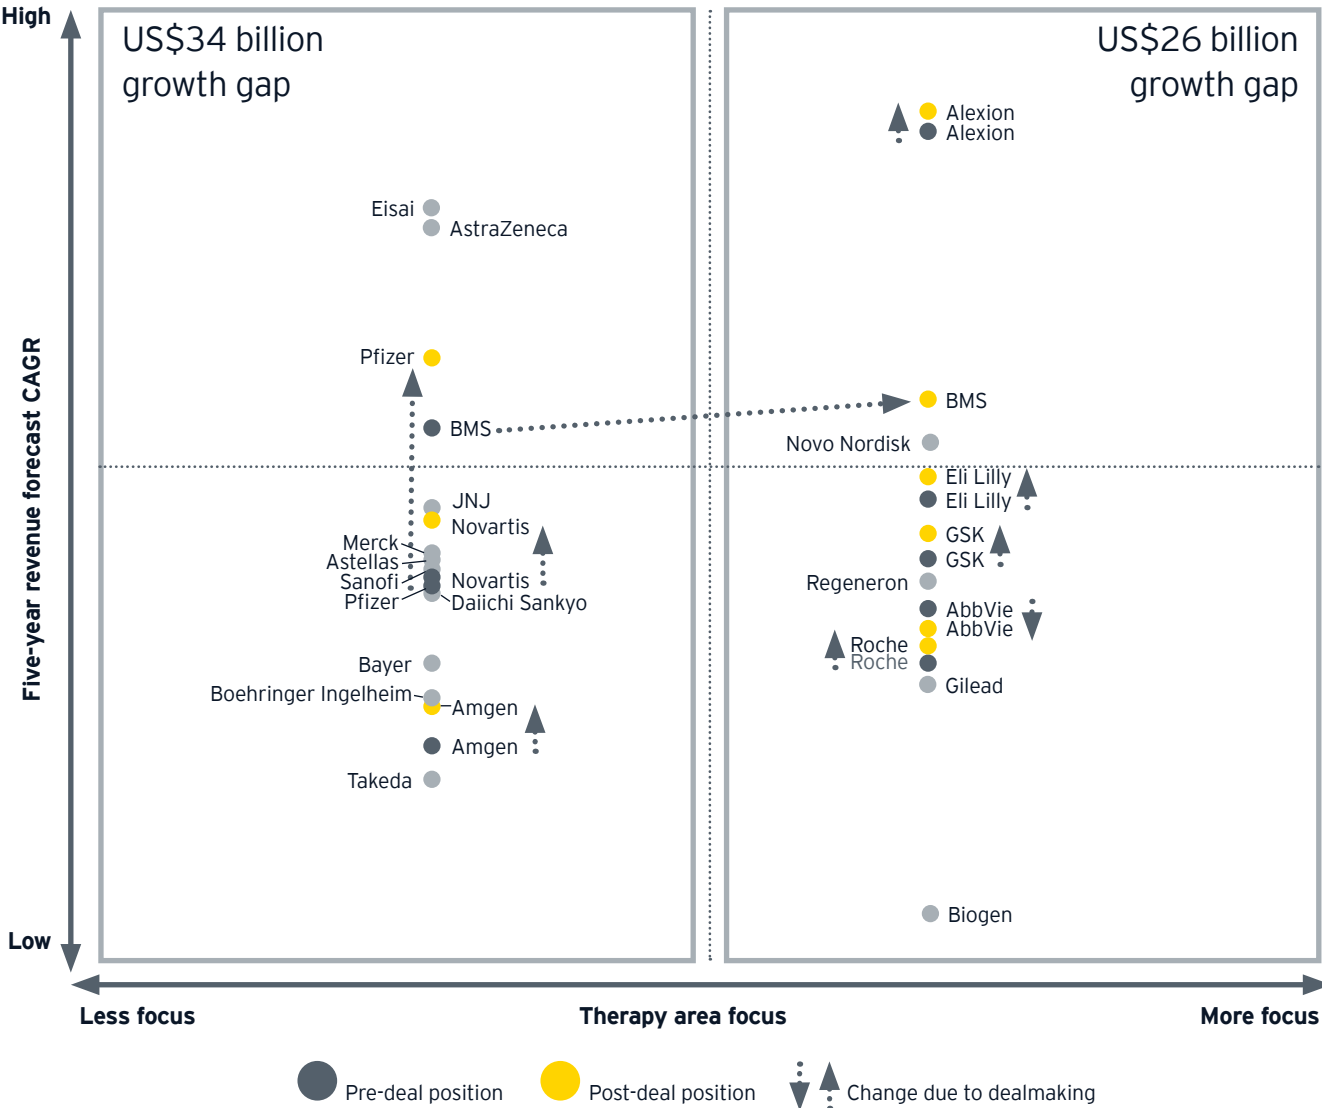 High
US$34 billion
growth gap
US$26 billion
growth gap
Alexion
Alexion
Eisai
AstraZeneca
Pfizer
BMS
BMS
Novo Nordisk
JNJ
Novartis
Merck
Astellas
Sanofi
Novartis
Pfizer
Daiichi Sankyo
Bayer
Boehringer Ingelheim
Amgen
Amgen
Takeda
Eli Lilly
Eli Lilly
GSK
GSK
Regeneron
AbbVie
AbbVie
Roche
Roche
Gilead
Biogen
Five-year revenue forecast CAGR
Low
Less focus
Therapy area focus
More focus
Pre-deal position
Post-deal position
Change due to dealmaking